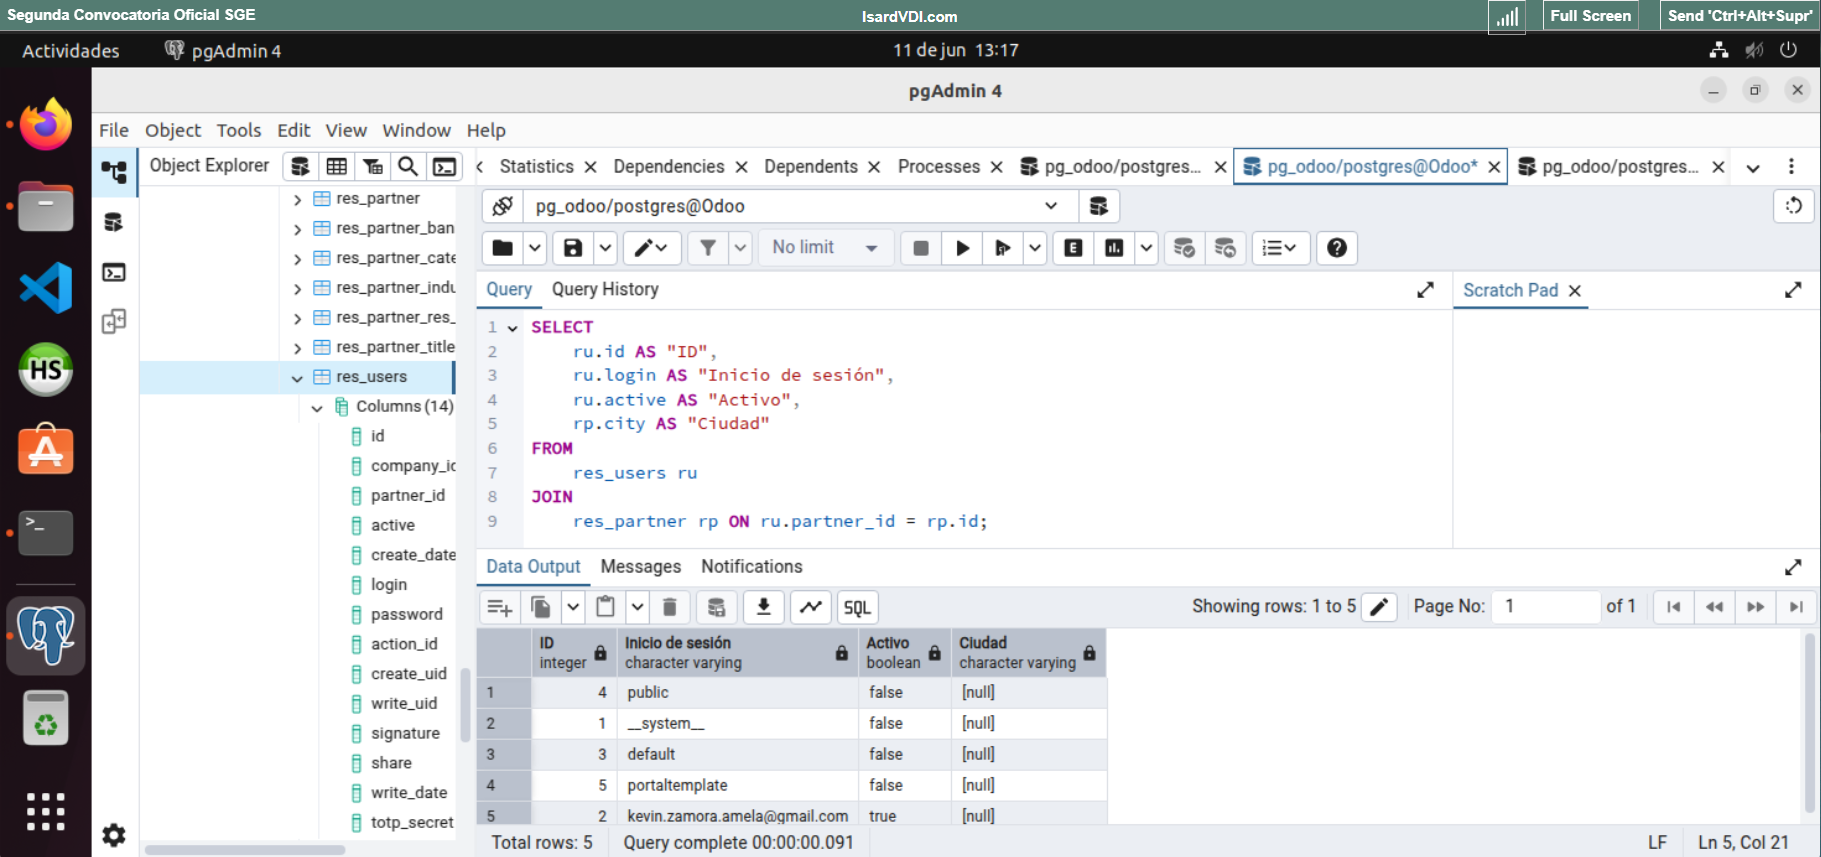 Segunda Convocatoria Oficial SGE
IsardVDI.com
Full Screen
Send 'Ctrl+Alt+Supr'
Actividades
pgAdmin 4
11 de jun 13:17
pgAdmin 4
File Object Tools Edit View Window Help
Object Explorer
Statistics
Dependencies
Dependents
Processes
pg_odoo/postgres...
pg_odoo/postgres@Odoo*
pg_odoo/postgres...
res_partner
res_partner_ban
res_partner_cate
res_partner_indu
res_partner_res_
res_partner_title
res_users
Columns (14)
id
company_id
partner_id
active
create_date
login
password
action_id
create_uid
write_uid
signature
share
write_date
totp_secret
pg_odoo/postgres@Odoo
No limit
E
Query
Query History
Scratch Pad
1 SELECT
2 ru.id AS "ID",
3 ru.login AS "Inicio de sesión",
4 ru.active AS "Activo",
5 rp.city AS "Ciudad"
6 FROM
7 res_users ru
8 JOIN
9 res_partner rp ON ru.partner_id = rp.id;
Data Output
Messages
Notifications
SQL
Showing rows: 1 to 5
Page No: 1 of 1
ID integer
Inicio de sesión character varying
Activo boolean
Ciudad character varying
1 4 public false [null]
2 1 __system__ false [null]
3 3 default false [null]
4 5 portaltemplate false [null]
5 2 kevin.zamora.amela@gmail.com true [null]
Total rows: 5
Query complete 00:00:00.091
LF
Ln 5, Col 21
HS